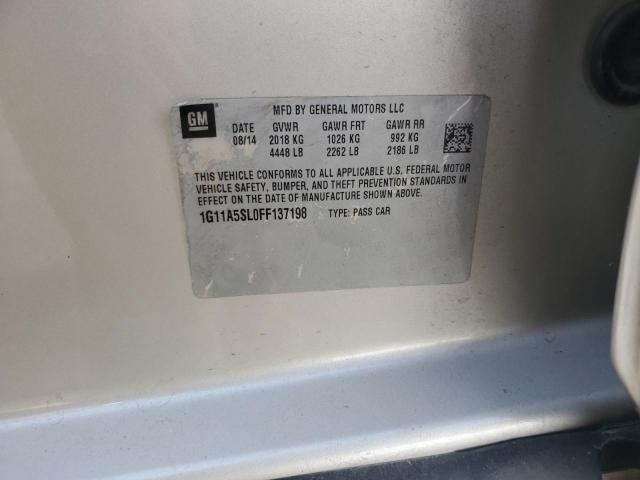 GM
MFD BY GENERAL MOTORS LLC
DATE GVWR GAWR FRT GAWR RR
08/14 2018 KG 1026 KG 992 KG
4448 LB 2262 LB 2186 LB
THIS VEHICLE CONFORMS TO ALL APPLICABLE U.S. FEDERAL MOTOR
VEHICLE SAFETY, BUMPER, AND THEFT PREVENTION STANDARDS IN
EFFECT ON THE DATE OF MANUFACTURE SHOWN ABOVE.
1G11A5SL0FF137198 TYPE: PASS CAR